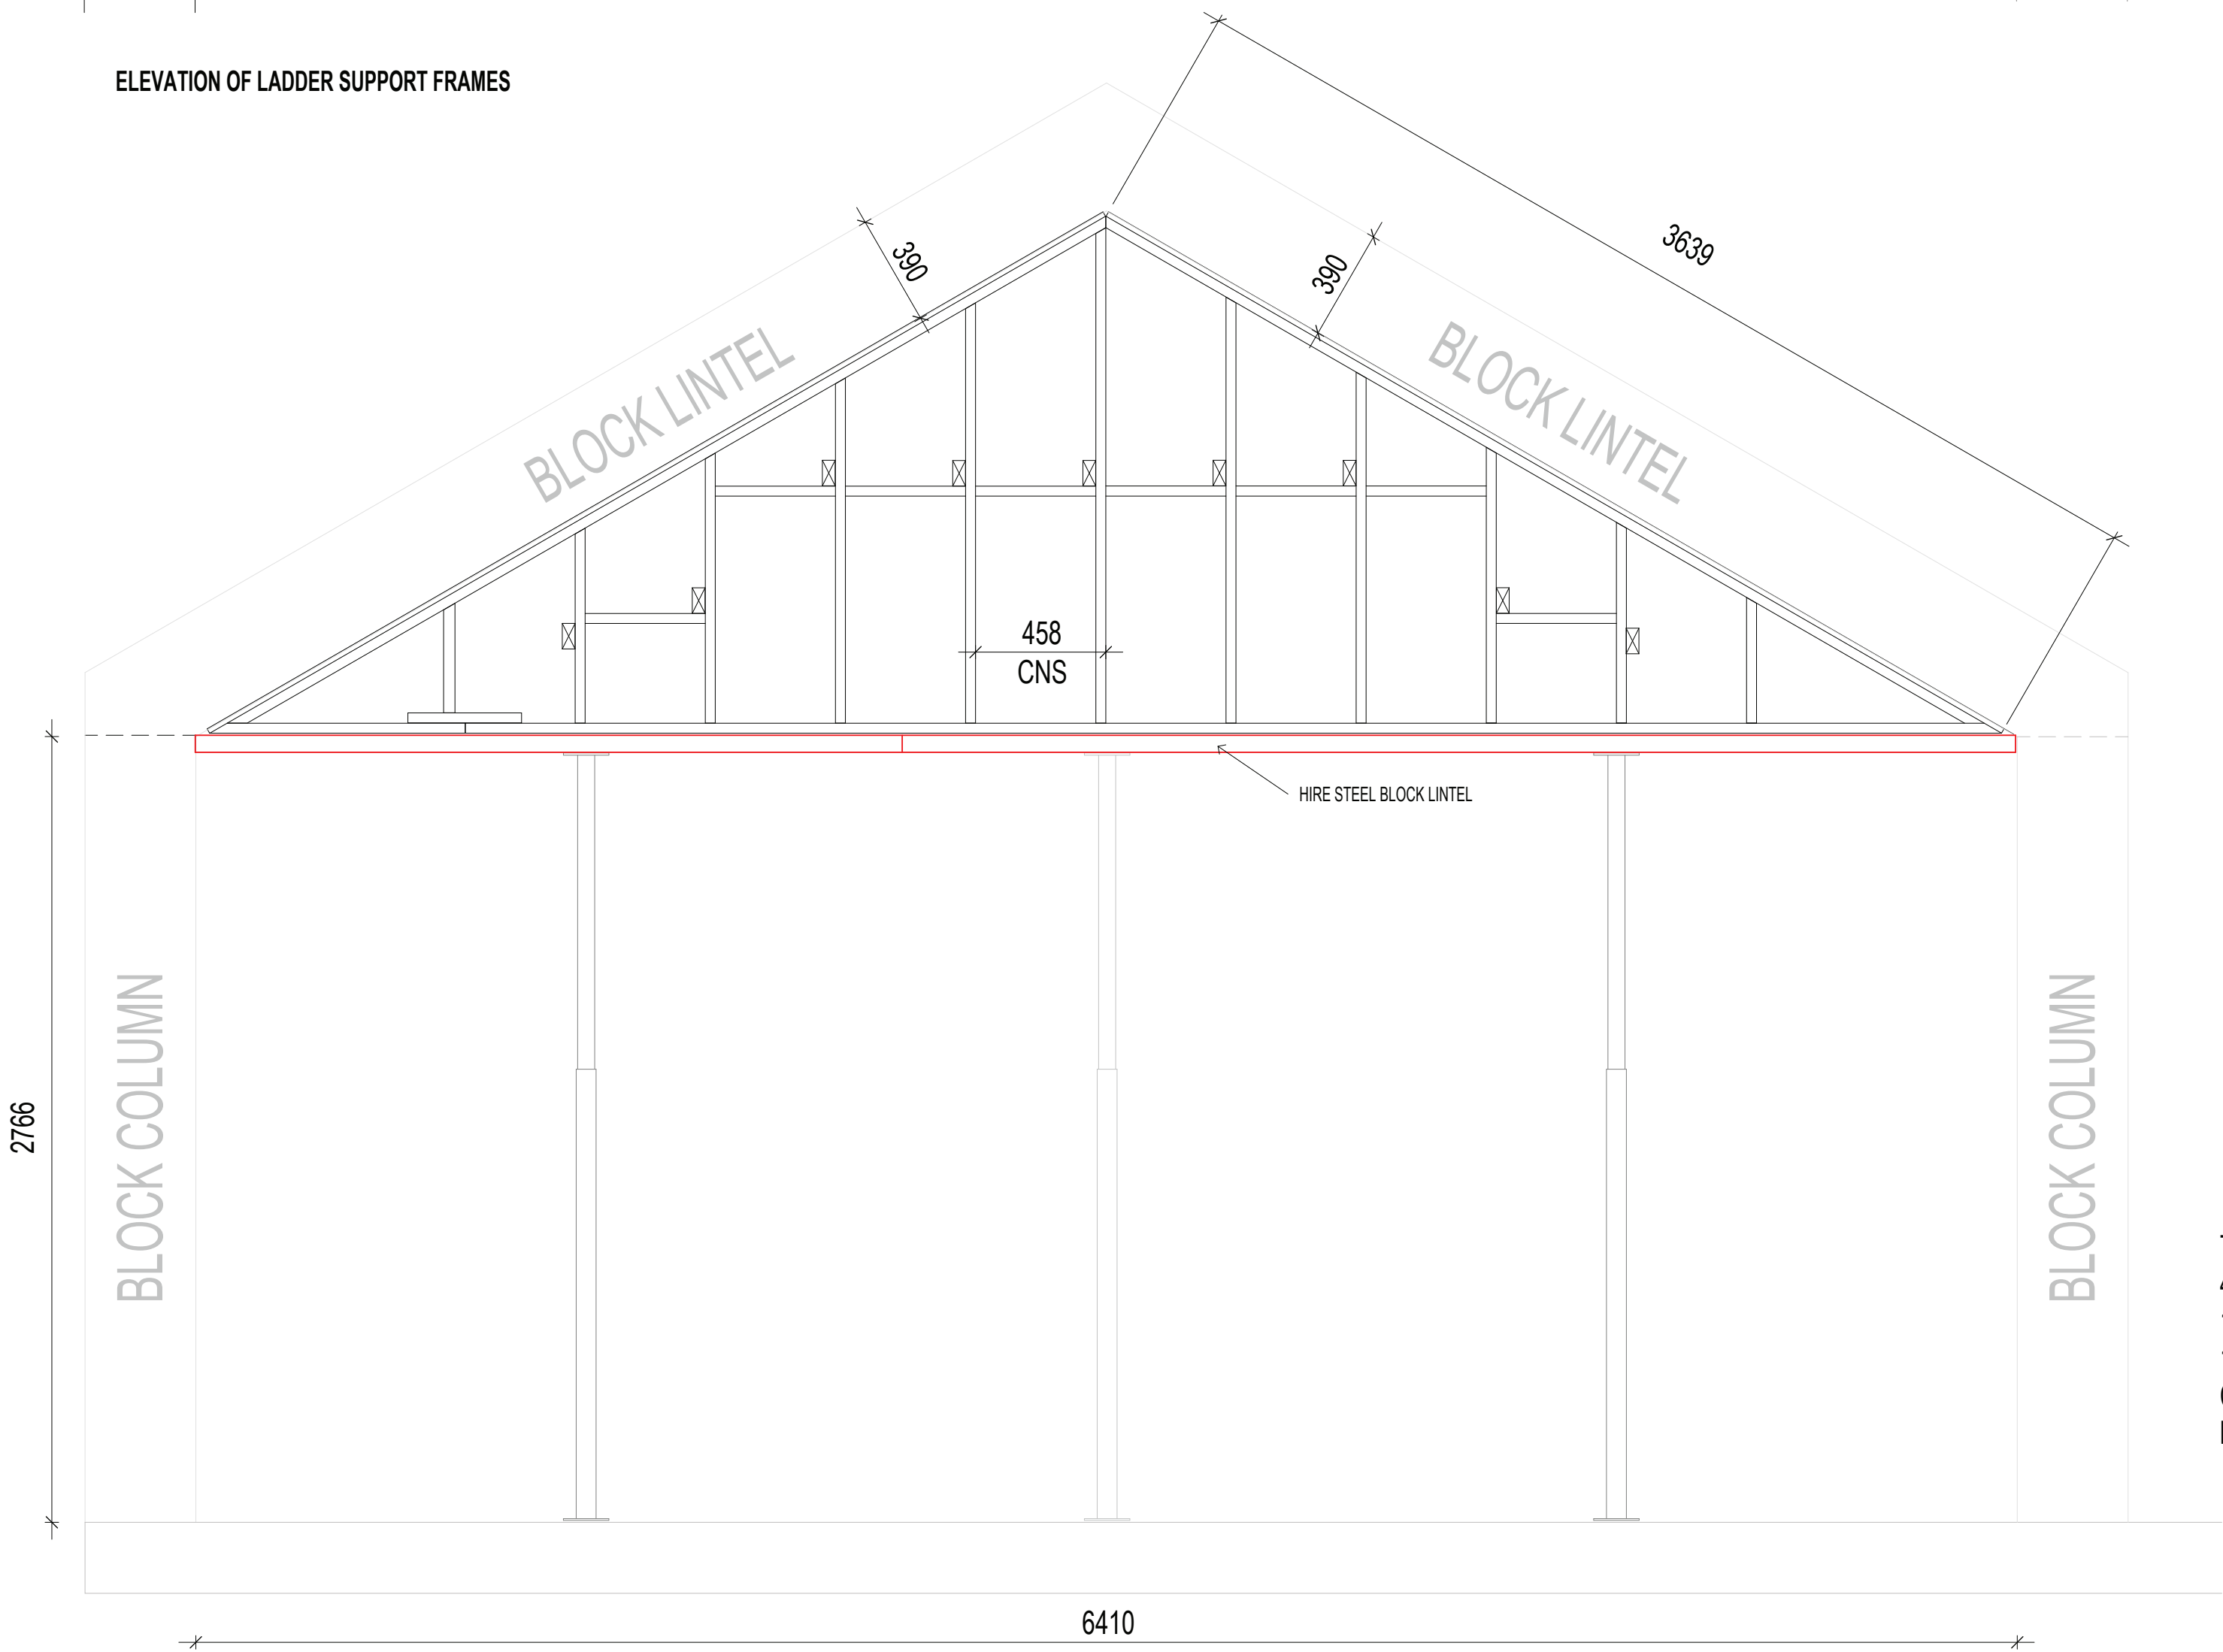 ELEVATION OF LADDER SUPPORT FRAMES
3639
390
390
BLOCK LINTEL
BLOCK LINTEL
458
CNS
HIRE STEEL BLOCK LINTEL
BLOCK COLUMN
BLOCK COLUMN
2766
6410